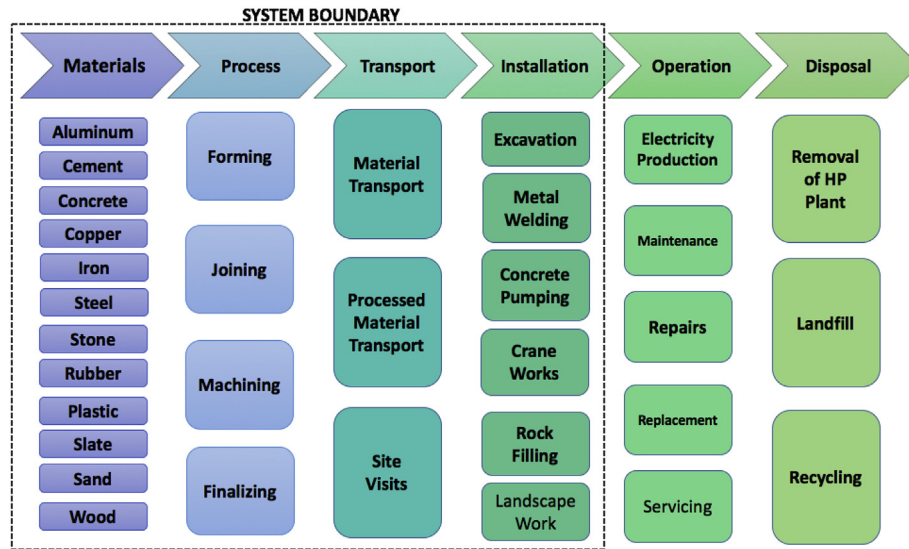 SYSTEM BOUNDARY
Materials
Process
Transport
Installation
Operation
Disposal
Aluminum
Cement
Concrete
Copper
Iron
Steel
Stone
Rubber
Plastic
Slate
Sand
Wood
Forming
Joining
Machining
Finalizing
Material
Transport
Processed
Material
Transport
Site
Visits
Excavation
Metal
Welding
Concrete
Pumping
Crane
Works
Rock
Filling
Landscape
Work
Electricity
Production
Maintenance
Repairs
Replacement
Servicing
Removal
of HP
Plant
Landfill
Recycling